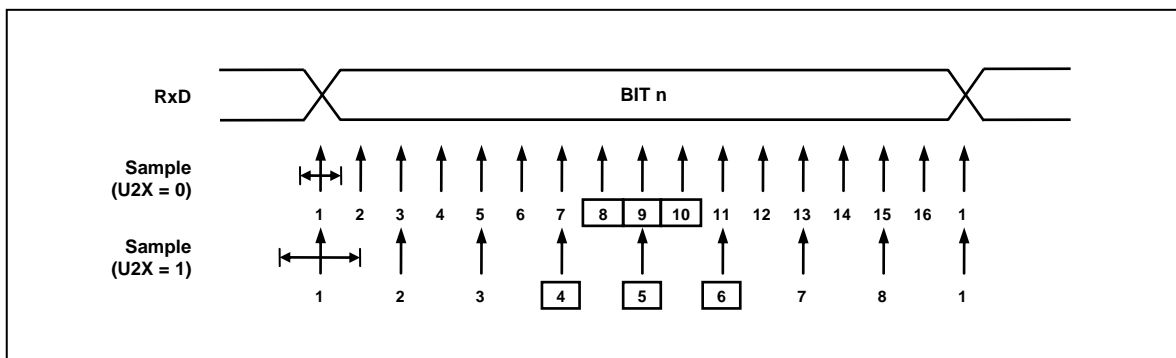 RxD
BIT n
Sample
(U2X = 0)
1 2 3 4 5 6 7 8 9 10 11 12 13 14 15 16 1
Sample
(U2X = 1)
1 2 3 4 5 6 7 8 1